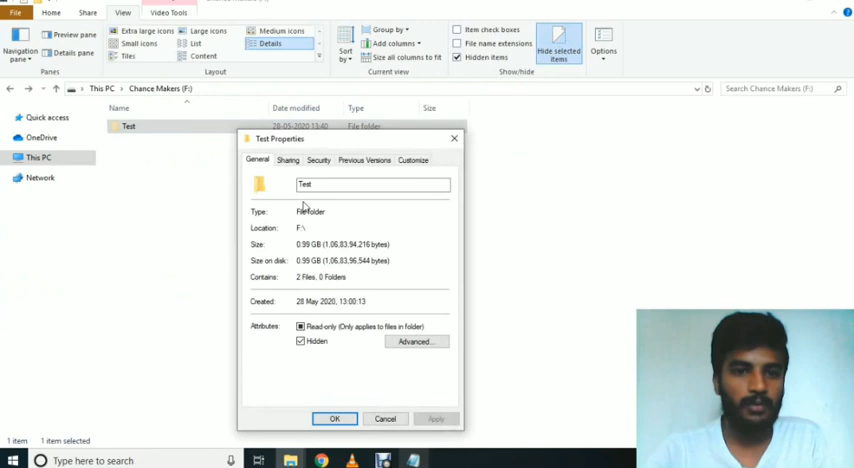 Chance Makers (F:)
File Home Share View Video Tools
Navigation pane
Preview pane
Details pane
Panes
Extra large icons Large icons Medium icons
Small icons List Details
Tiles Content
Layout
Sort by
Group by
Add columns
Size all columns to fit
Current view
Item check boxes
File name extensions
Hidden items
Hide selected items
Show/hide
Options
This PC Chance Makers (F:)
Search Chance Makers (F:)
Quick access
OneDrive
This PC
Network
Name Date modified Type Size
Test 28-05-2020 13:40 File folder
Test Properties
General Sharing Security Previous Versions Customize
Test
Type: File folder
Location: F:\
Size: 0.99 GB (1,06,83,94,216 bytes)
Size on disk: 0.99 GB (1,06,83,96,544 bytes)
Contains: 2 Files, 0 Folders
Created: 28 May 2020, 13:00:13
Attributes: Read-only (Only applies to files in folder)
Hidden Advanced...
OK Cancel Apply
1 item 1 item selected
Type here to search